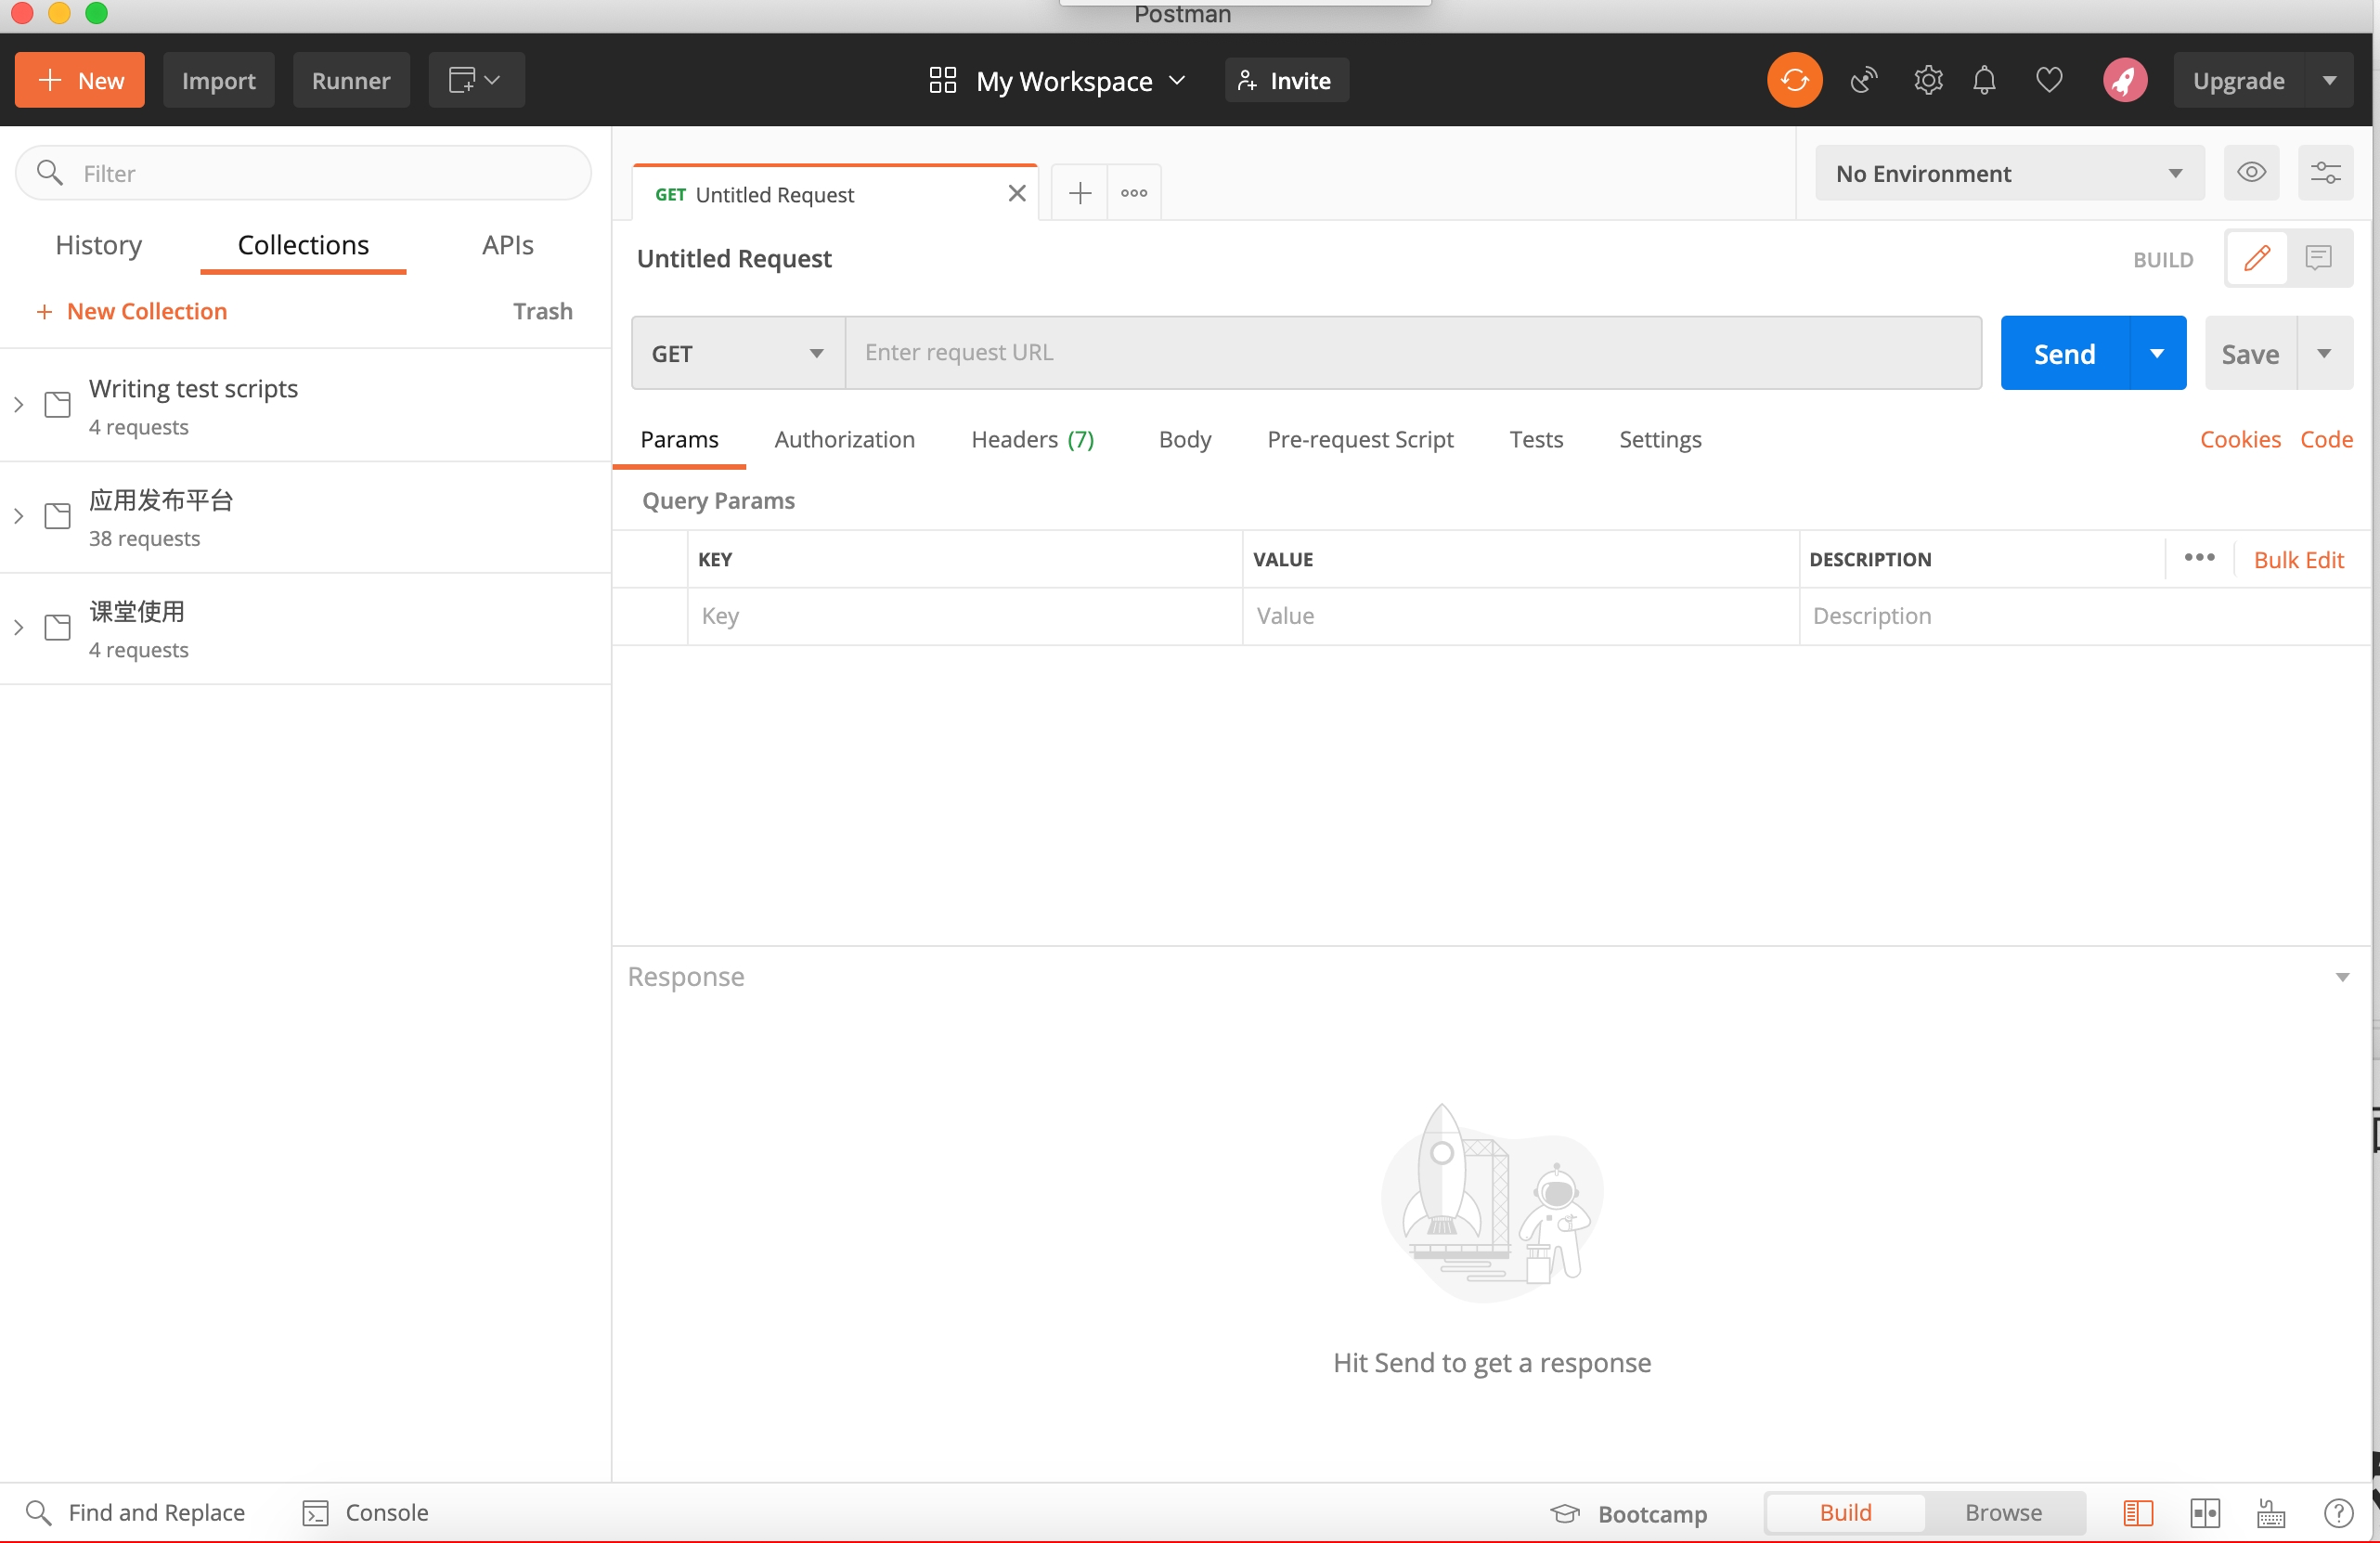 Postman
New Import Runner My Workspace Invite Upgrade
Filter
History Collections APIs
New Collection Trash
Writing test scripts
4 requests
应用发布平台
38 requests
课堂使用
4 requests
GET Untitled Request
No Environment
Untitled Request BUILD
GET Enter request URL Send Save
Params Authorization Headers (7) Body Pre-request Script Tests Settings Cookies Code
Query Params
KEY VALUE DESCRIPTION Bulk Edit
Key Value Description
Response
Hit Send to get a response
Find and Replace Console Bootcamp Build Browse